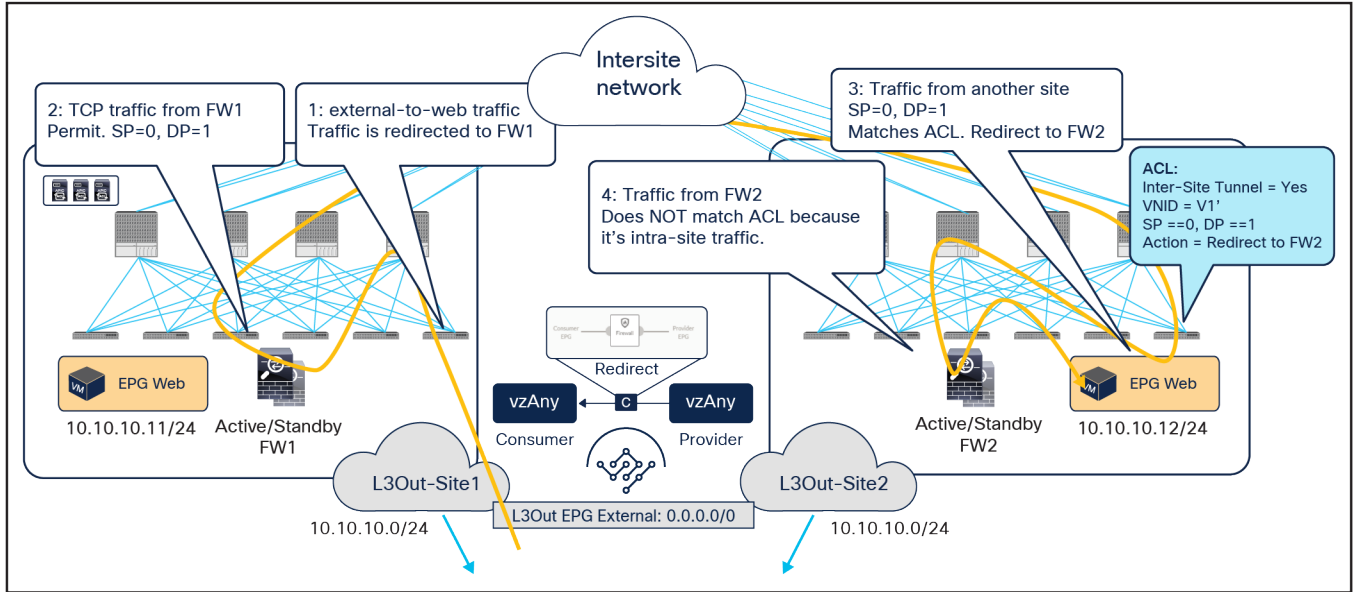 Intersite
network
2: TCP traffic from FW1
Permit. SP=0, DP=1
1: external-to-web traffic
Traffic is redirected to FW1
3: Traffic from another site
SP=0, DP=1
Matches ACL. Redirect to FW2
4: Traffic from FW2
Does NOT match ACL because
it's intra-site traffic.
ACL:
Inter-Site Tunnel = Yes
VNID = V1'
SP ==0, DP ==1
Action = Redirect to FW2
Consumer
EPG
Firewall
Provider
EPG
Redirect
vzAny
C
vzAny
Consumer
Provider
VM
EPG Web
10.10.10.11/24
Active/Standby
FW1
Active/Standby
FW2
VM
EPG Web
10.10.10.12/24
L3Out-Site1
L3Out-Site2
L3Out EPG External: 0.0.0.0/0
10.10.10.0/24
10.10.10.0/24